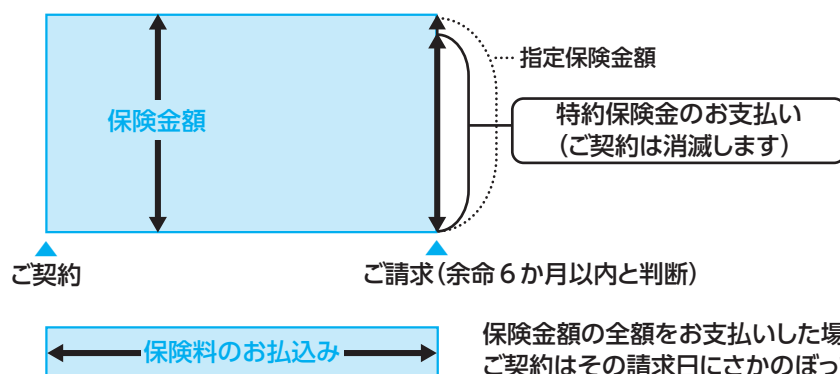 指定保険金額
保険金額
特約保険金のお支払い
(ご契約は消滅します)
ご契約
ご請求(余命6か月以内と判断)
保険料のお払込み
保険金額の全額をお支払いした場
ご契約はその請求日にさかのぼっ